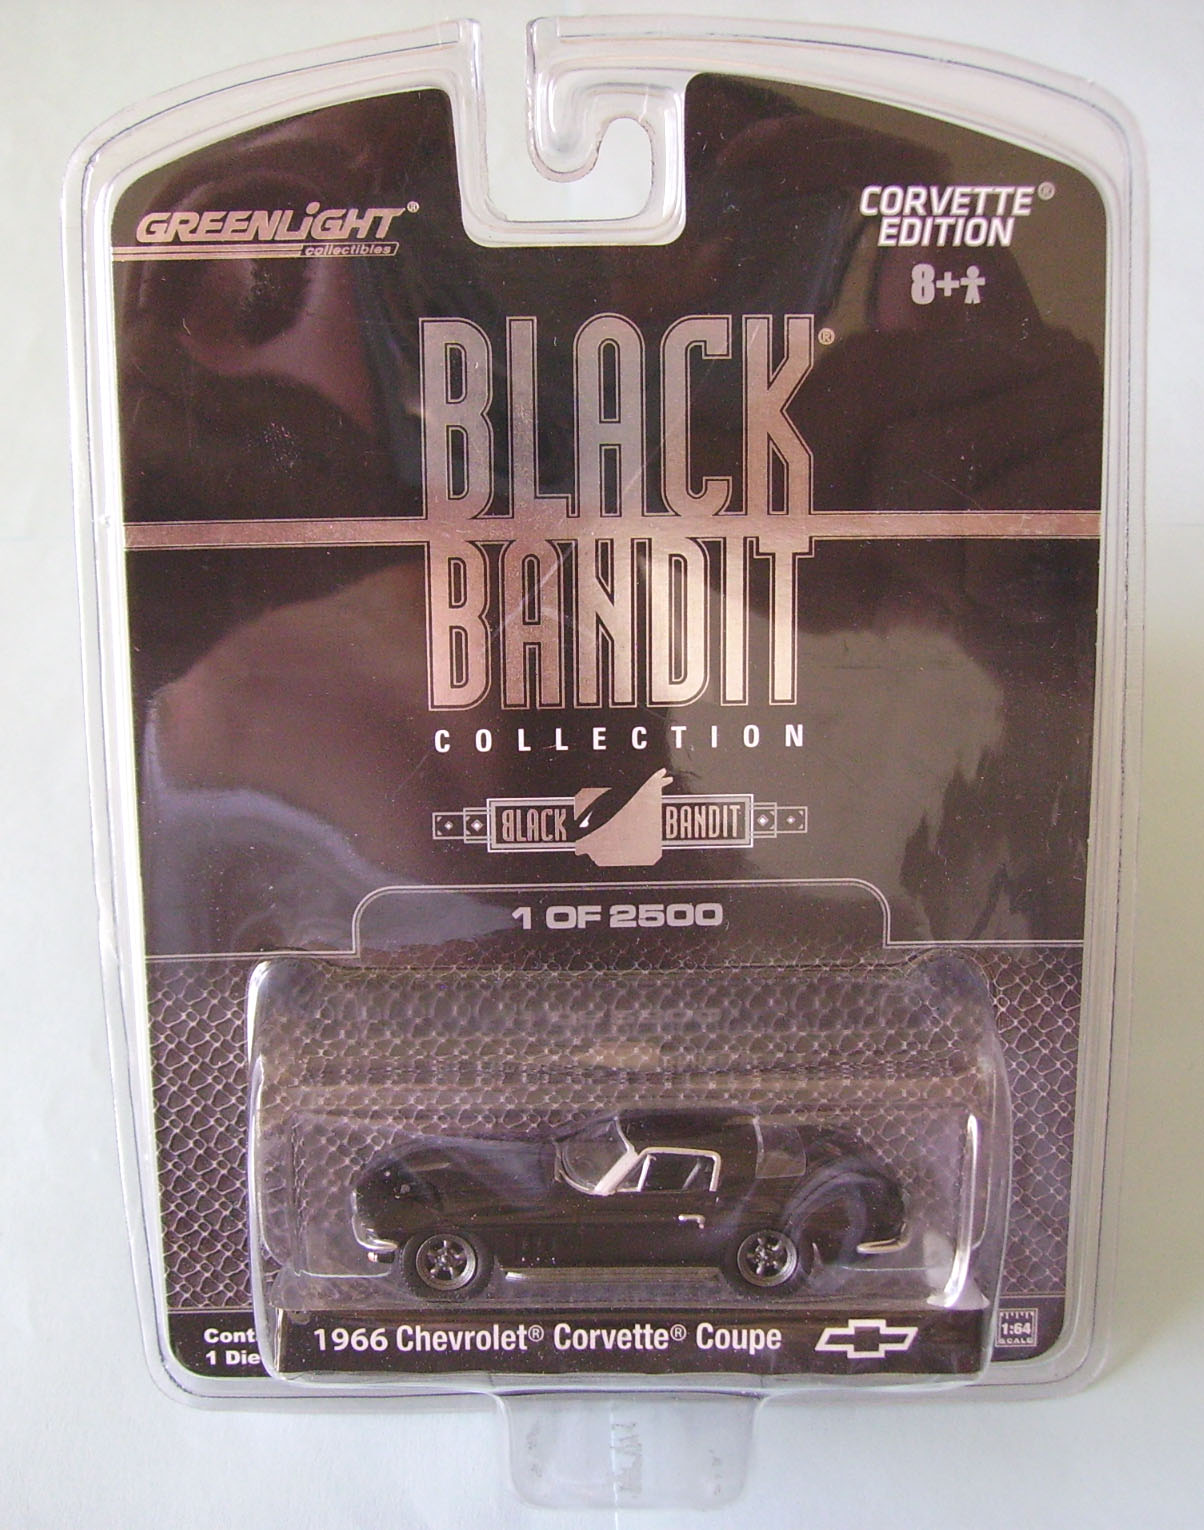 GREENLiGHT®
collectibles
CORVETTE®
EDITION
8+
BLACK®
BANDIT
COLLECTION
BLACK BANDIT
1 OF 2500
1966 Chevrolet® Corvette® Coupe
1:64
SCALE
Cont
1 Die